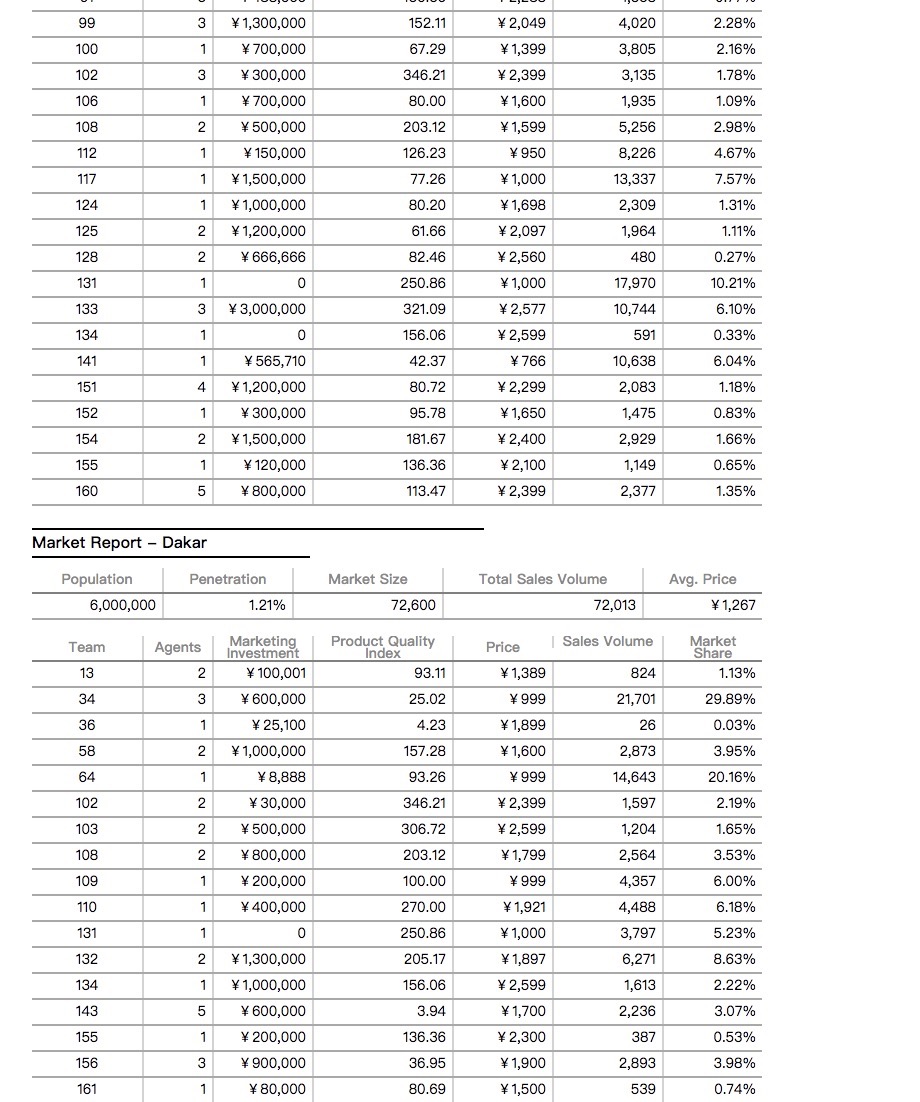 99 3 ¥1,300,000 152.11 ¥2,049 4,020 2.28%
100 1 ¥700,000 67.29 ¥1,399 3,805 2.16%
102 3 ¥300,000 346.21 ¥2,399 3,135 1.78%
106 1 ¥700,000 80.00 ¥1,600 1,935 1.09%
108 2 ¥500,000 203.12 ¥1,599 5,256 2.98%
112 1 ¥150,000 126.23 ¥950 8,226 4.67%
117 1 ¥1,500,000 77.26 ¥1,000 13,337 7.57%
124 1 ¥1,000,000 80.20 ¥1,698 2,309 1.31%
125 2 ¥1,200,000 61.66 ¥2,097 1,964 1.11%
128 2 ¥666,666 82.46 ¥2,560 480 0.27%
131 1 0 250.86 ¥1,000 17,970 10.21%
133 3 ¥3,000,000 321.09 ¥2,577 10,744 6.10%
134 1 0 156.06 ¥2,599 591 0.33%
141 1 ¥565,710 42.37 ¥766 10,638 6.04%
151 4 ¥1,200,000 80.72 ¥2,299 2,083 1.18%
152 1 ¥300,000 95.78 ¥1,650 1,475 0.83%
154 2 ¥1,500,000 181.67 ¥2,400 2,929 1.66%
155 1 ¥120,000 136.36 ¥2,100 1,149 0.65%
160 5 ¥800,000 113.47 ¥2,399 2,377 1.35%
Market Report – Dakar
Population Penetration Market Size Total Sales Volume Avg. Price
6,000,000 1.21% 72,600 72,013 ¥1,267
Team Agents Marketing Investment Product Quality Index Price Sales Volume Market Share
13 2 ¥100,001 93.11 ¥1,389 824 1.13%
34 3 ¥600,000 25.02 ¥999 21,701 29.89%
36 1 ¥25,100 4.23 ¥1,899 26 0.03%
58 2 ¥1,000,000 157.28 ¥1,600 2,873 3.95%
64 1 ¥8,888 93.26 ¥999 14,643 20.16%
102 2 ¥30,000 346.21 ¥2,399 1,597 2.19%
103 2 ¥500,000 306.72 ¥2,599 1,204 1.65%
108 2 ¥800,000 203.12 ¥1,799 2,564 3.53%
109 1 ¥200,000 100.00 ¥999 4,357 6.00%
110 1 ¥400,000 270.00 ¥1,921 4,488 6.18%
131 1 0 250.86 ¥1,000 3,797 5.23%
132 2 ¥1,300,000 205.17 ¥1,897 6,271 8.63%
134 1 ¥1,000,000 156.06 ¥2,599 1,613 2.22%
143 5 ¥600,000 3.94 ¥1,700 2,236 3.07%
155 1 ¥200,000 136.36 ¥2,300 387 0.53%
156 3 ¥900,000 36.95 ¥1,900 2,893 3.98%
161 1 ¥80,000 80.69 ¥1,500 539 0.74%